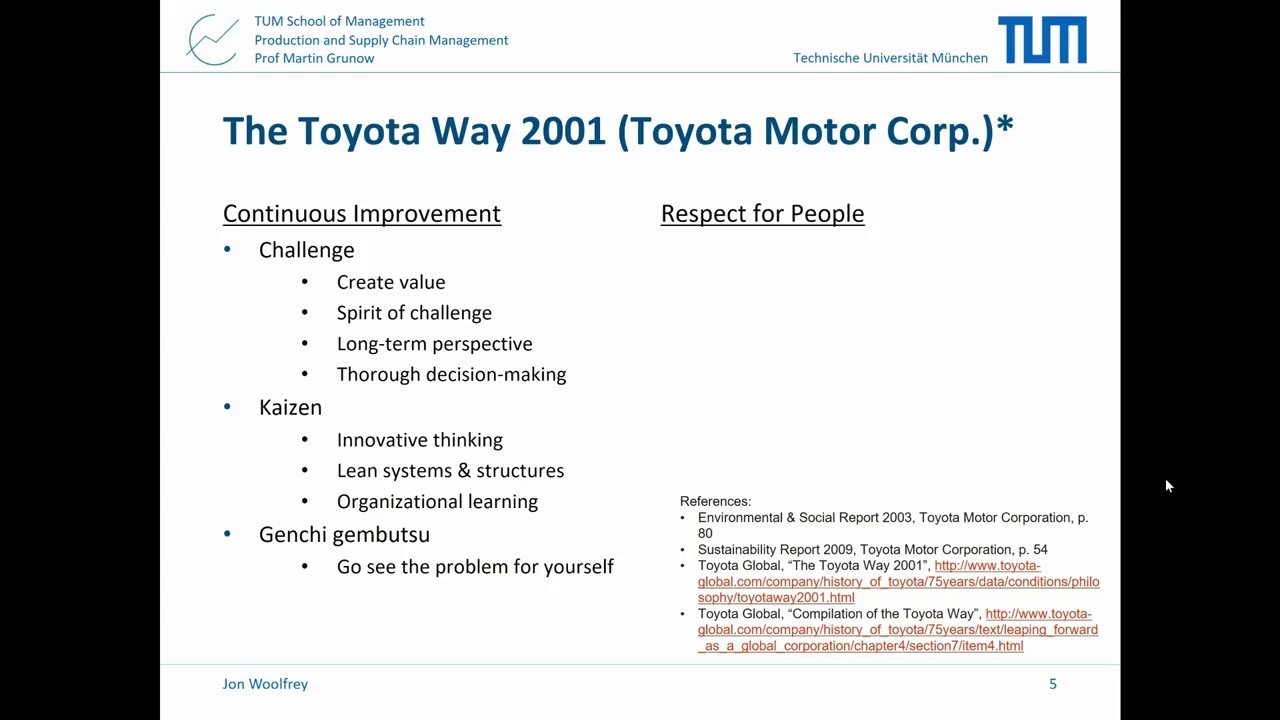 TUM School of Management
Production and Supply Chain Management
Prof Martin Grunow
Technische Universität München
TUM
The Toyota Way 2001 (Toyota Motor Corp.)*
Continuous Improvement
• Challenge
• Create value
• Spirit of challenge
• Long-term perspective
• Thorough decision-making
• Kaizen
• Innovative thinking
• Lean systems & structures
• Organizational learning
• Genchi gembutsu
• Go see the problem for yourself
Respect for People
References:
• Environmental & Social Report 2003, Toyota Motor Corporation, p.
80
• Sustainability Report 2009, Toyota Motor Corporation, p. 54
• Toyota Global, “The Toyota Way 2001”, http://www.toyota-
global.com/company/history_of_toyota/75years/data/conditions/philo
sophy/toyotaway2001.html
• Toyota Global, “Compilation of the Toyota Way”, http://www.toyota-
global.com/company/history_of_toyota/75years/text/leaping_forward
_as_a_global_corporation/chapter4/section7/item4.html
Jon Woolfrey
5